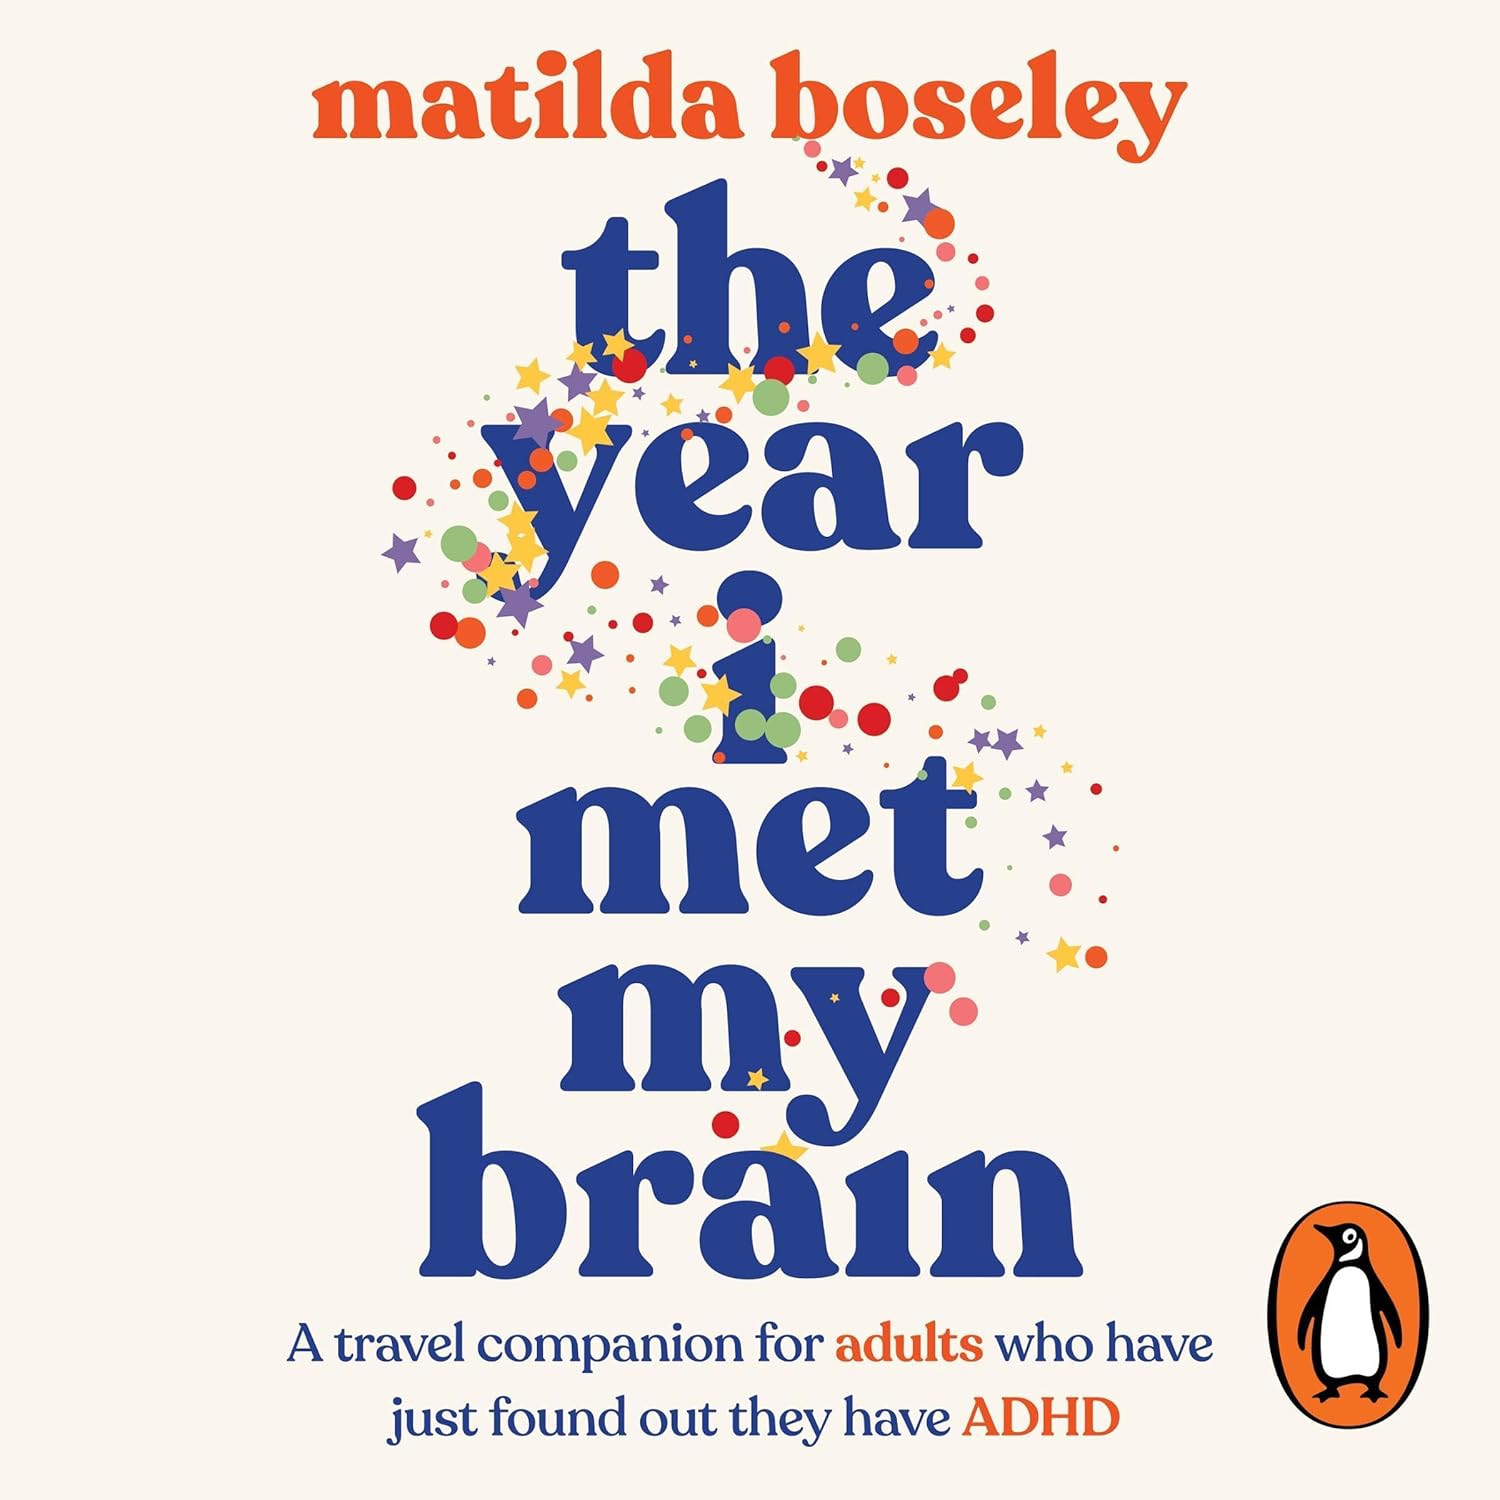 matilda boseley
the
year
i
met
my
brain
A travel companion for adults who have
just found out they have ADHD